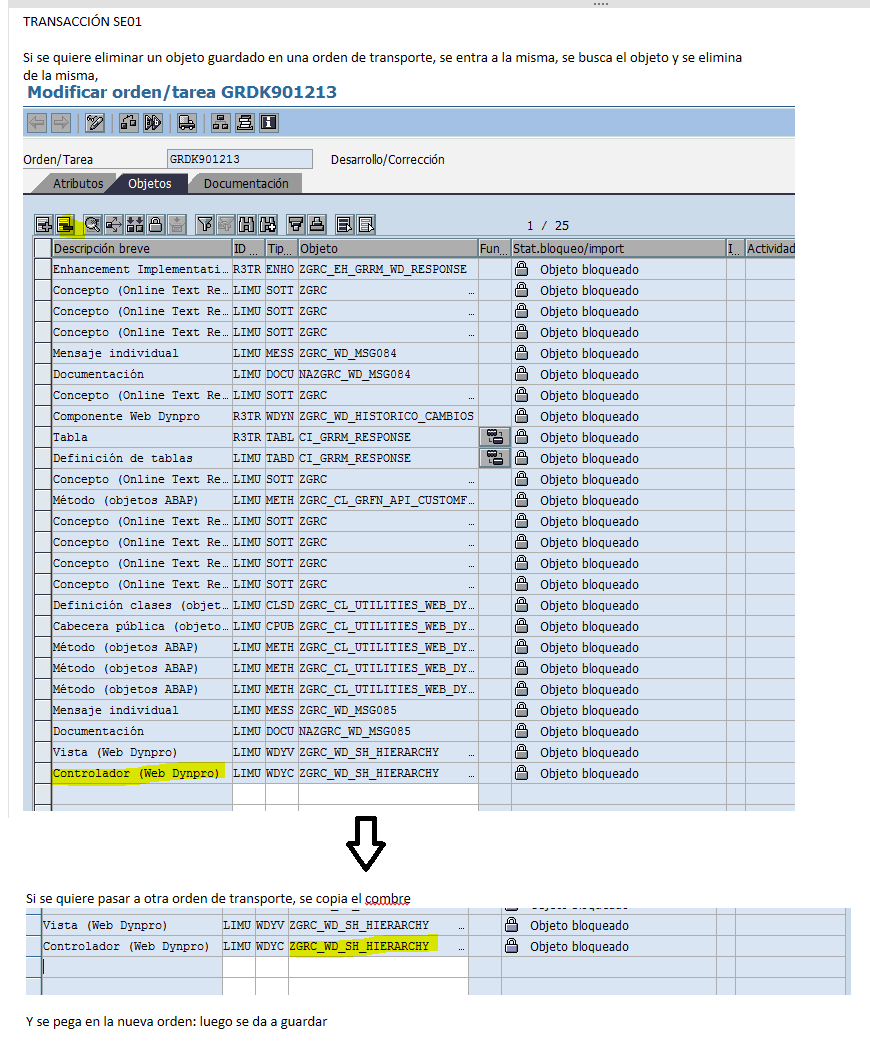 TRANSACCIÓN SE01
Si se quiere eliminar un objeto guardado en una orden de transporte, se entra a la misma, se busca el objeto y se elimina
de la misma,
Modificar orden/tarea GRDK901213
Orden/Tarea GRDK901213 Desarrollo/Corrección
Atributos Objetos Documentación
1 / 25
Descripción breve ID ... Tip... Objeto Fun... Stat.bloqueo/import I... Actividad
Enhancement Implementati… R3TR ENHO ZGRC_EH_GRRM_WD_RESPONSE Objeto bloqueado
Concepto (Online Text Re… LIMU SOTT ZGRC … Objeto bloqueado
Concepto (Online Text Re… LIMU SOTT ZGRC … Objeto bloqueado
Concepto (Online Text Re… LIMU SOTT ZGRC … Objeto bloqueado
Mensaje individual LIMU MESS ZGRC_WD_MSG084 Objeto bloqueado
Documentación LIMU DOCU NAZGRC_WD_MSG084 Objeto bloqueado
Concepto (Online Text Re… LIMU SOTT ZGRC … Objeto bloqueado
Componente Web Dynpro R3TR WDYN ZGRC_WD_HISTORICO_CAMBIOS Objeto bloqueado
Tabla R3TR TABL CI_GRRM_RESPONSE Objeto bloqueado
Definición de tablas LIMU TABD CI_GRRM_RESPONSE Objeto bloqueado
Concepto (Online Text Re… LIMU SOTT ZGRC … Objeto bloqueado
Método (objetos ABAP) LIMU METH ZGRC_CL_GRFN_API_CUSTOMF… Objeto bloqueado
Concepto (Online Text Re… LIMU SOTT ZGRC … Objeto bloqueado
Concepto (Online Text Re… LIMU SOTT ZGRC … Objeto bloqueado
Concepto (Online Text Re… LIMU SOTT ZGRC … Objeto bloqueado
Concepto (Online Text Re… LIMU SOTT ZGRC … Objeto bloqueado
Definición clases (objet… LIMU CLSD ZGRC_CL_UTILITIES_WEB_DY… Objeto bloqueado
Cabecera pública (objeto… LIMU CPUB ZGRC_CL_UTILITIES_WEB_DY… Objeto bloqueado
Método (objetos ABAP) LIMU METH ZGRC_CL_UTILITIES_WEB_DY… Objeto bloqueado
Método (objetos ABAP) LIMU METH ZGRC_CL_UTILITIES_WEB_DY… Objeto bloqueado
Método (objetos ABAP) LIMU METH ZGRC_CL_UTILITIES_WEB_DY… Objeto bloqueado
Mensaje individual LIMU MESS ZGRC_WD_MSG085 Objeto bloqueado
Documentación LIMU DOCU NAZGRC_WD_MSG085 Objeto bloqueado
Vista (Web Dynpro) LIMU WDYV ZGRC_WD_SH_HIERARCHY … Objeto bloqueado
Controlador (Web Dynpro) LIMU WDYC ZGRC_WD_SH_HIERARCHY … Objeto bloqueado
Si se quiere pasar a otra orden de transporte, se copia el combre
Vista (Web Dynpro) LIMU WDYV ZGRC_WD_SH_HIERARCHY … Objeto bloqueado
Controlador (Web Dynpro) LIMU WDYC ZGRC_WD_SH_HIERARCHY … Objeto bloqueado
Y se pega en la nueva orden: luego se da a guardar